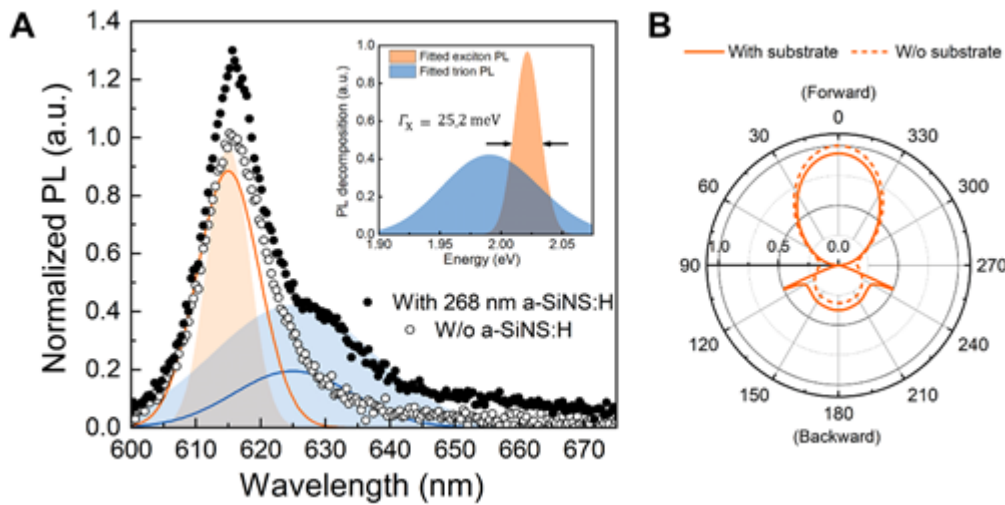 A
1.4
1.2
1.0
0.8
0.6
0.4
0.2
0.0
Normalized PL (a.u.)
600 610 620 630 640 650 660 670
Wavelength (nm)
With 268 nm a-SiNS:H
W/o a-SiNS:H
1.0
0.8
0.6
0.4
0.2
0.0
PL decomposition (a.u.)
Fitted exciton PL
Fitted trion PL
Γx = 25,2 meV
1.90 1.95 2.00 2.05
Energy (eV)
B
With substrate W/o substrate
(Forward)
0
30 330
60 300
1.0 0.5 0.0
90 270
120 240
150 210
180
(Backward)